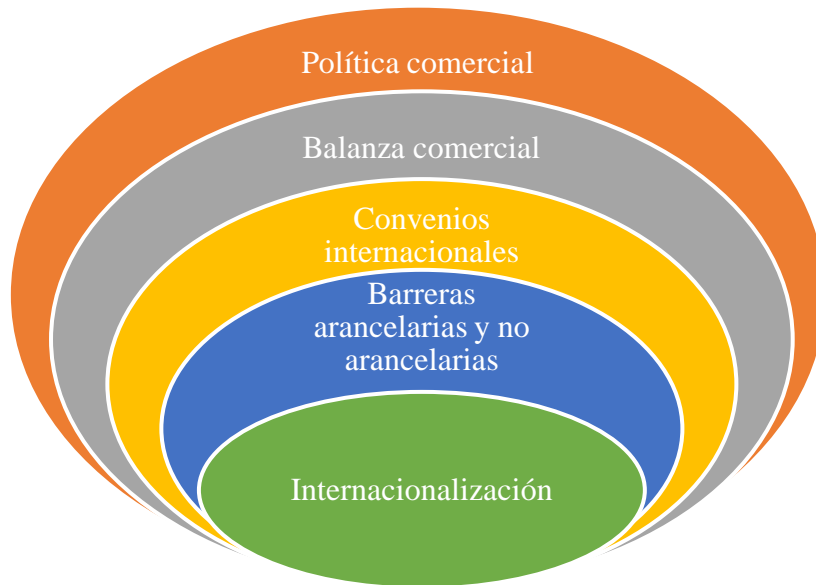 Política comercial
Balanza comercial
Convenios
internacionales
Barreras
arancelarias y no
arancelarias
Internacionalización